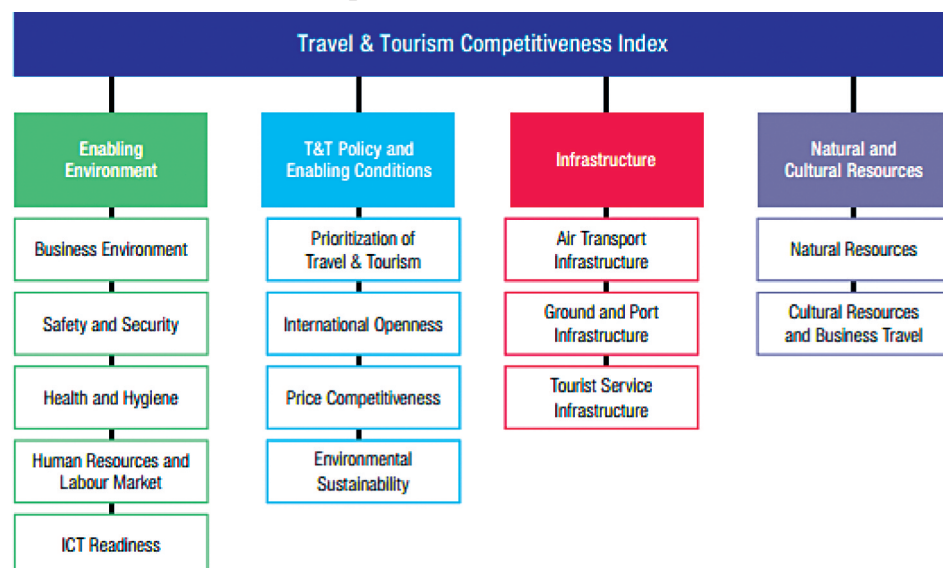 Travel & Tourism Competitiveness Index
Enabling
Environment
Business Environment
Safety and Security
Health and Hygiene
Human Resources and
Labour Market
ICT Readiness
T&T Policy and
Enabling Conditions
Prioritization of
Travel & Tourism
International Openness
Price Competitiveness
Environmental
Sustainability
Infrastructure
Air Transport
Infrastructure
Ground and Port
Infrastructure
Tourist Service
Infrastructure
Natural and
Cultural Resources
Natural Resources
Cultural Resources
and Business Travel